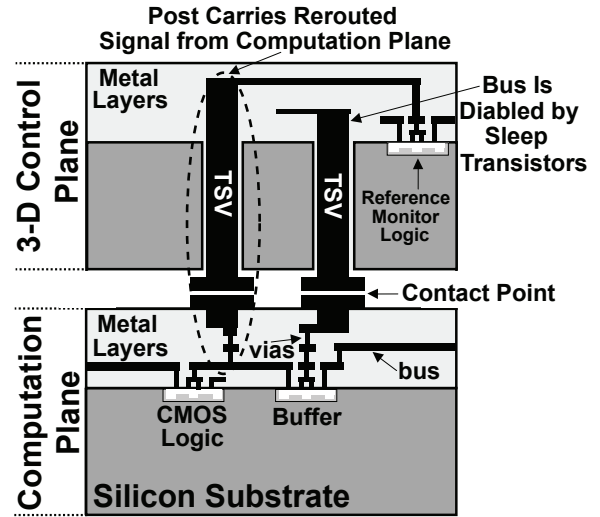 Post Carries Rerouted
Signal from Computation Plane
Metal
Layers
Bus Is
Diabled by
Sleep
Transistors
3-D Control
Plane
TSV
TSV
Reference
Monitor
Logic
Contact Point
Metal
Layers
vias
bus
Computation
Plane
CMOS
Logic
Buffer
Silicon Substrate